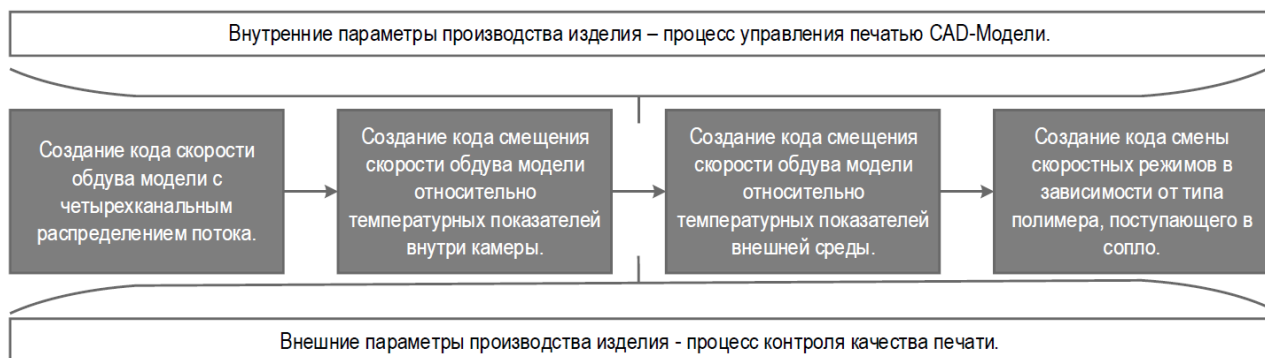 Внутренние параметры производства изделия – процесс управления печатью CAD-Модели.
Создание кода скорости
обдува модели с
четырехканальным
распределением потока.
Создание кода смещения
скорости обдува модели
относительно
температурных показателей
внутри камеры.
Создание кода смещения
скорости обдува модели
относительно
температурных показателей
внешней среды.
Создание кода смены
скоростных режимов в
зависимости от типа
полимера, поступающего в
сопло.
Внешние параметры производства изделия - процесс контроля качества печати.